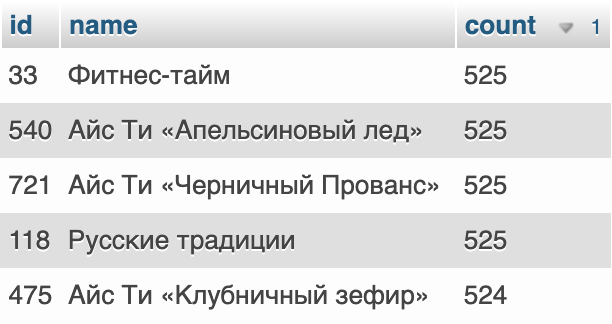 id name count 1
33 Фитнес-тайм 525
540 Айс Ти «Апельсиновый лед» 525
721 Айс Ти «Черничный Прованс» 525
118 Русские традиции 525
475 Айс Ти «Клубничный зефир» 524